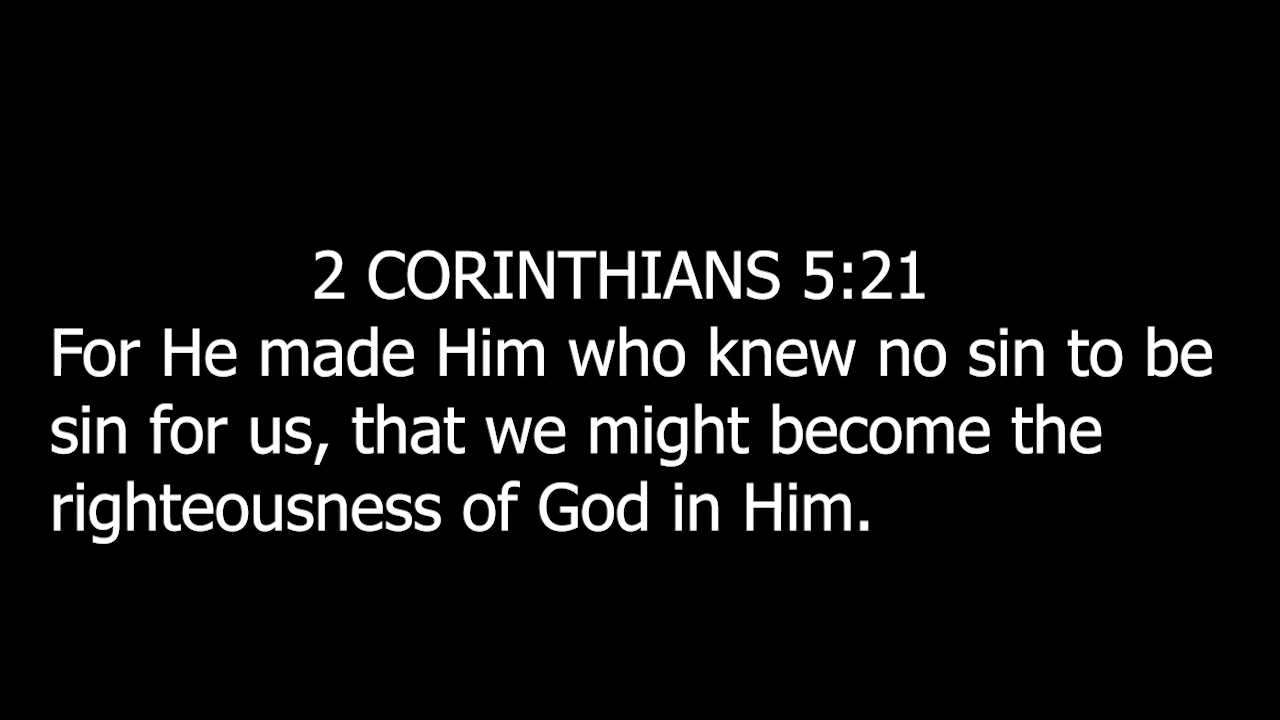 2 CORINTHIANS 5:21
For He made Him who knew no sin to be
sin for us, that we might become the
righteousness of God in Him.